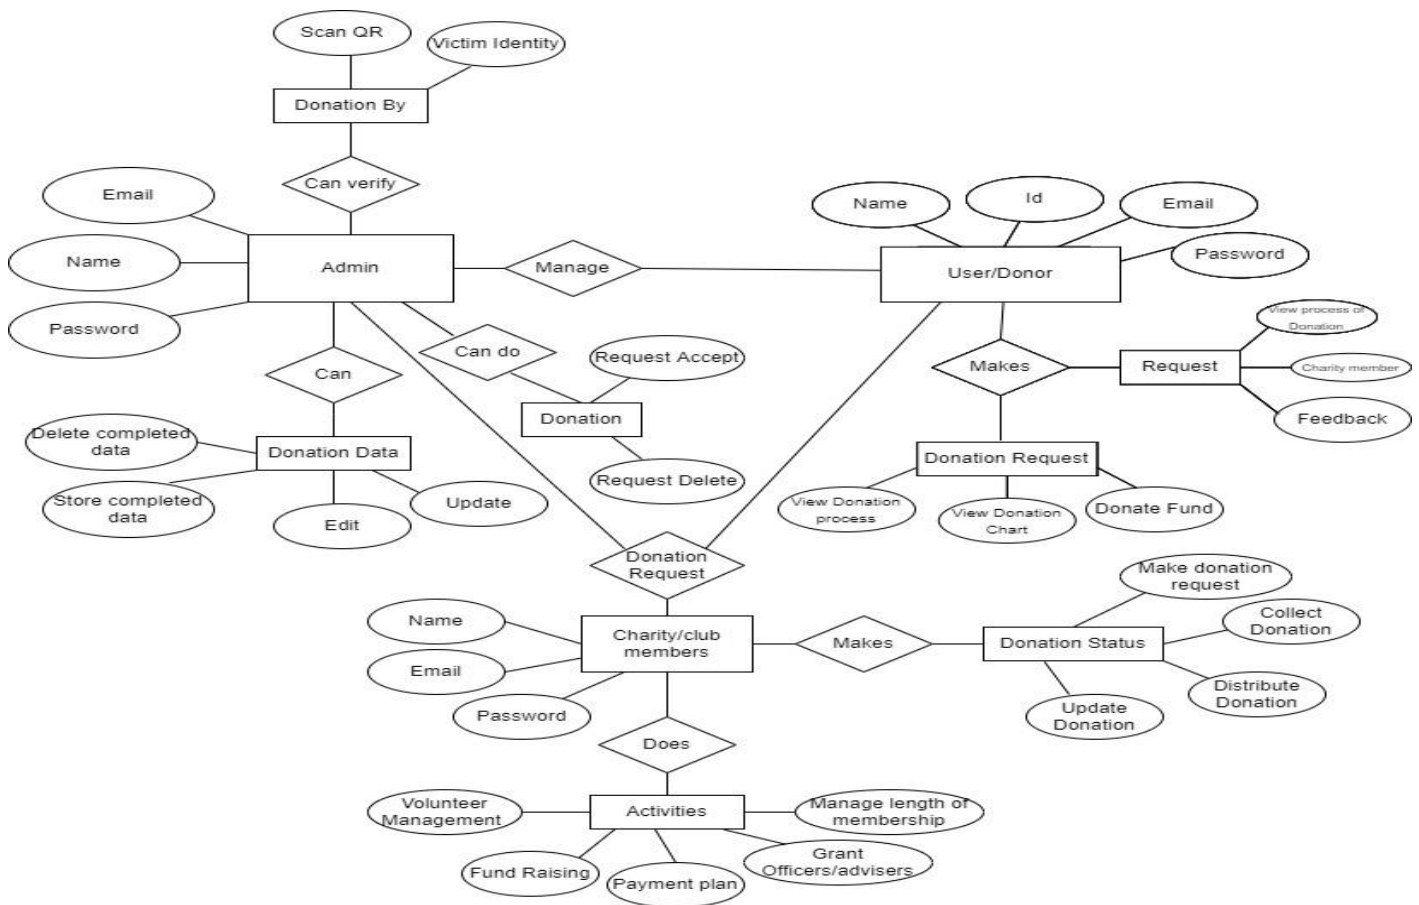 Scan QR
Victim Identity
Donation By
Can verify
Email
Name
Id
Email
Name
Admin
Manage
User/Donor
Password
Password
View process of
Donation
Can do
Request Accept
Can
Makes
Request
Charity member
Donation
Feedback
Delete completed
data
Donation Data
Donation Request
Request Delete
Store completed
data
Update
Edit
View Donation
process
View Donation
Chart
Donate Fund
Donation
Request
Make donation
request
Name
Charity/club
members
Makes
Donation Status
Collect
Donation
Email
Password
Update
Donation
Distribute
Donation
Does
Volunteer
Management
Activities
Manage length of
membership
Fund Raising
Payment plan
Grant
Officers/advisers